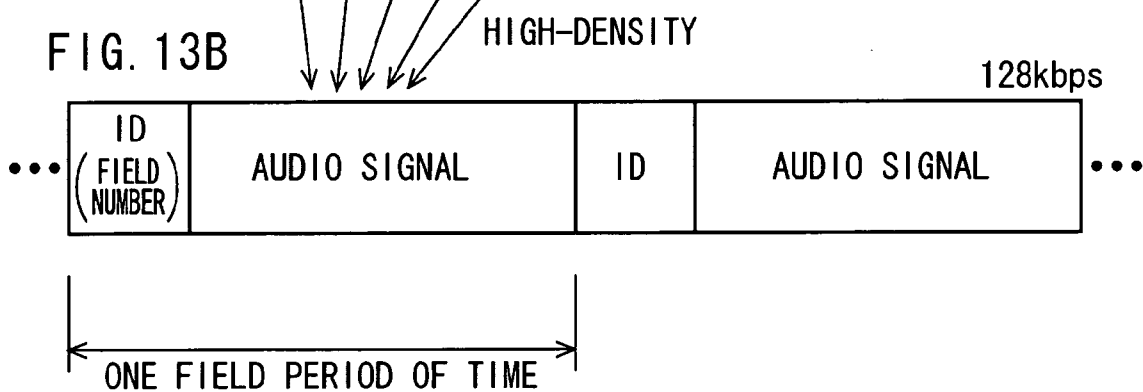 HIGH-DENSITY
FIG. 13B
128kbps
ID
(FIELD
NUMBER)
AUDIO SIGNAL
ID
AUDIO SIGNAL
ONE FIELD PERIOD OF TIME